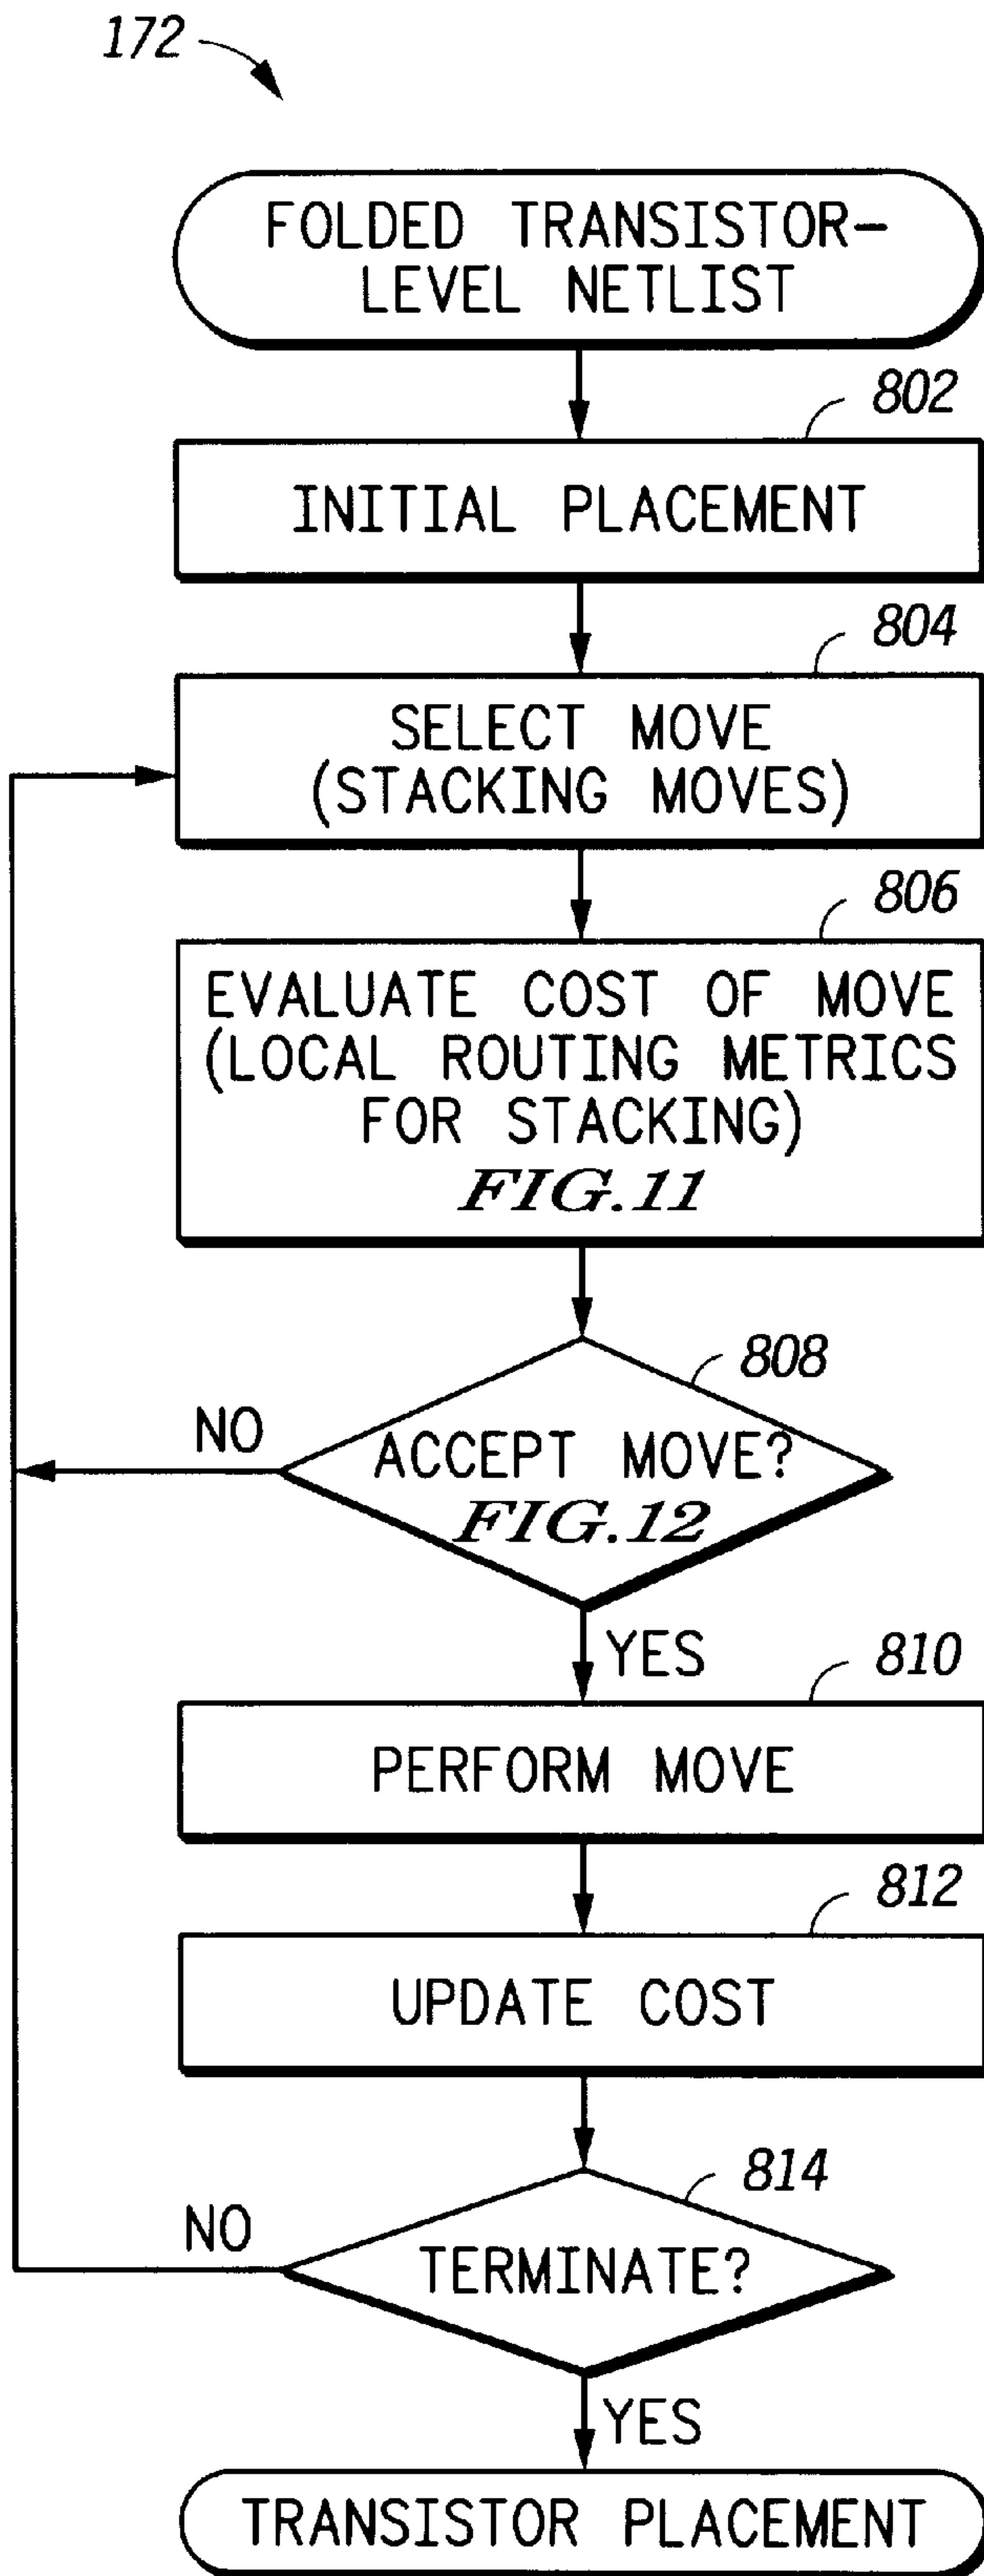 172
FOLDED TRANSISTOR-
LEVEL NETLIST
802
INITIAL PLACEMENT
804
SELECT MOVE
(STACKING MOVES)
806
EVALUATE COST OF MOVE
(LOCAL ROUTING METRICS
FOR STACKING)
FIG.11
808
NO
ACCEPT MOVE?
FIG.12
YES
810
PERFORM MOVE
812
UPDATE COST
814
NO
TERMINATE?
YES
TRANSISTOR PLACEMENT